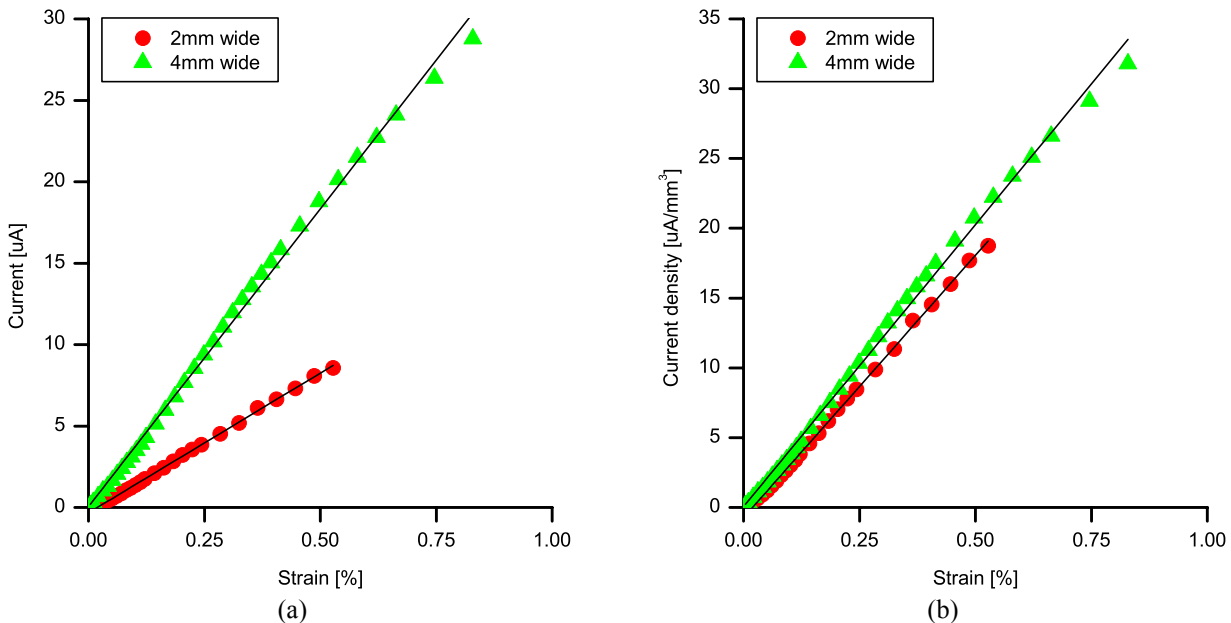 2mm wide
4mm wide
Current [uA]
30
25
20
15
10
5
0
0.00 0.25 0.50 0.75 1.00
Strain [%]
(a)
2mm wide
4mm wide
Current density [uA/mm³]
35
30
25
20
15
10
5
0
0.00 0.25 0.50 0.75 1.00
Strain [%]
(b)